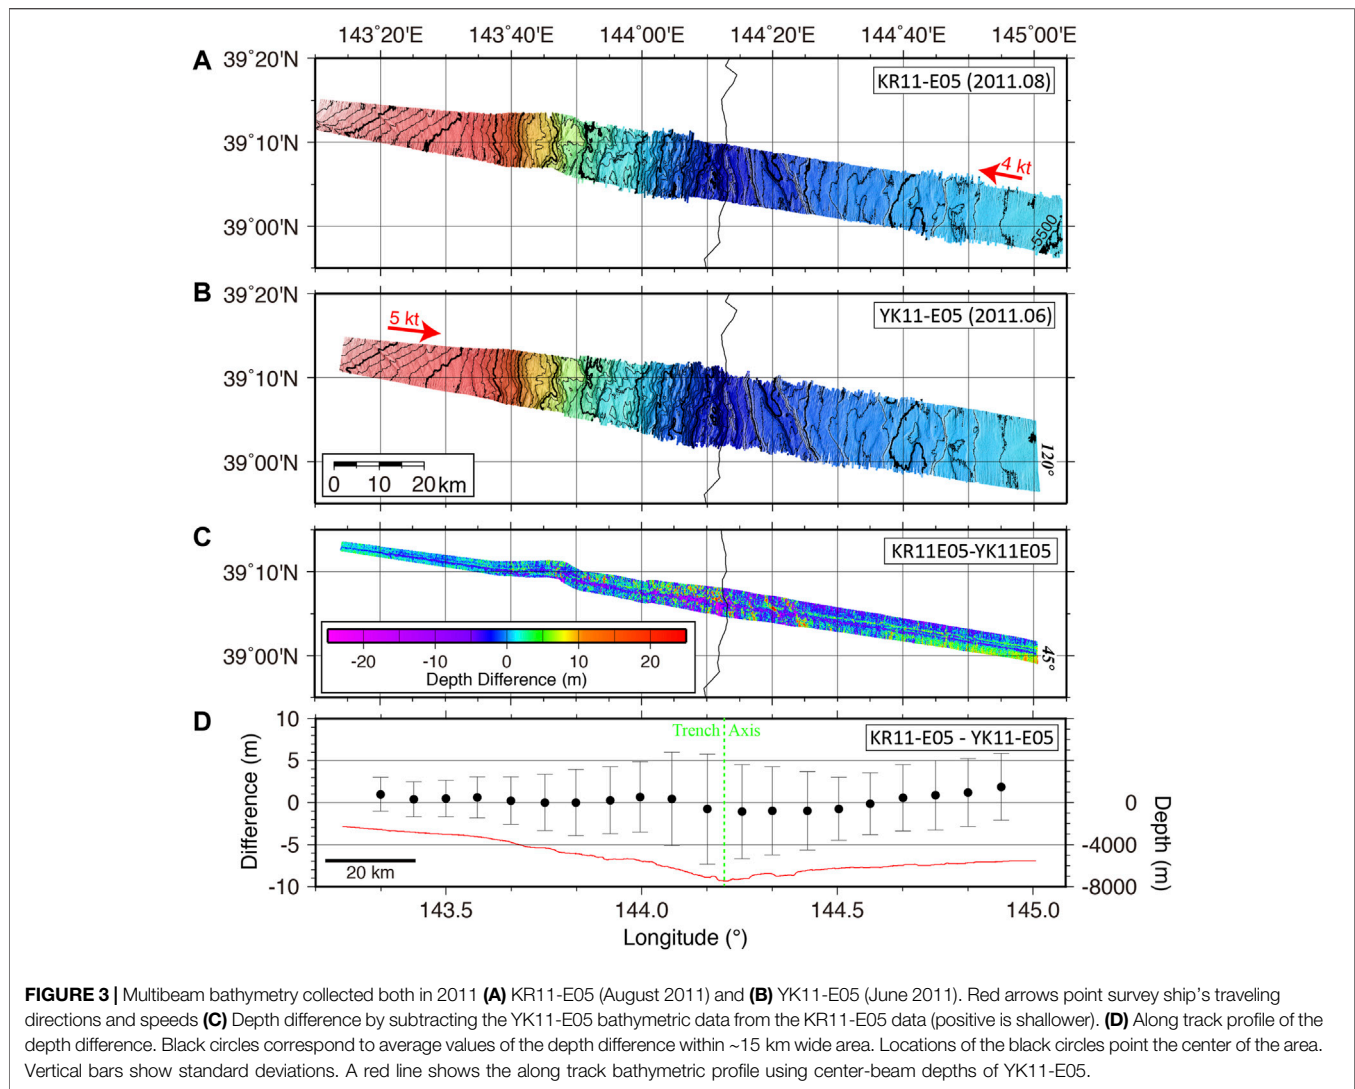 143˚20'E 143˚40'E 144˚00'E 144˚20'E 144˚40'E 145˚00'E
A
39˚20'N
39˚10'N
39˚00'N
KR11-E05 (2011.08)
4 kt
5500
B
39˚20'N
39˚10'N
39˚00'N
YK11-E05 (2011.06)
5 kt
120°
0 10 20 km
C
39˚10'N
39˚00'N
KR11E05-YK11E05
45°
-20 -10 0 10 20
Depth Difference (m)
D
Difference (m)
10
5
0
-5
-10
Trench Axis
KR11-E05 - YK11-E05
20 km
0
-4000
-8000
Depth (m)
143.5 144.0 144.5 145.0
Longitude (°)
FIGURE 3 | Multibeam bathymetry collected both in 2011 (A) KR11-E05 (August 2011) and (B) YK11-E05 (June 2011). Red arrows point survey ship's traveling
directions and speeds (C) Depth difference by subtracting the YK11-E05 bathymetric data from the KR11-E05 data (positive is shallower). (D) Along track profile of the
depth difference. Black circles correspond to average values of the depth difference within ~15 km wide area. Locations of the black circles point the center of the area.
Vertical bars show standard deviations. A red line shows the along track bathymetric profile using center-beam depths of YK11-E05.